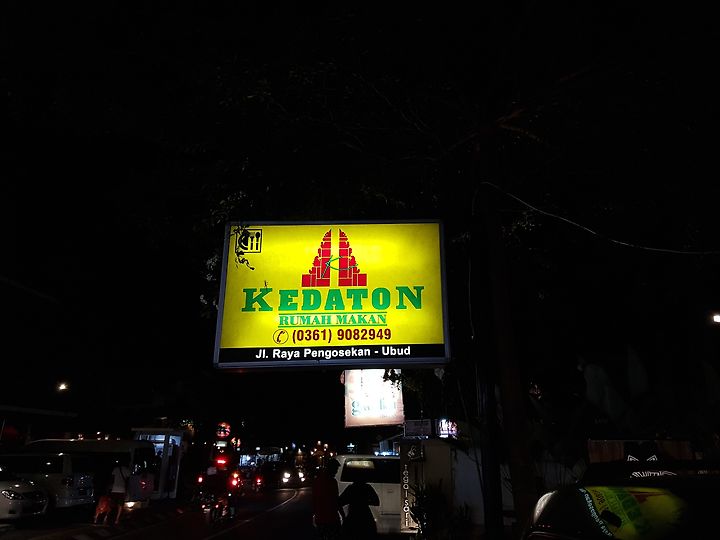 KEDATON
RUMAH MAKAN
(0361) 9082949
Jl. Raya Pengosekan - Ubud